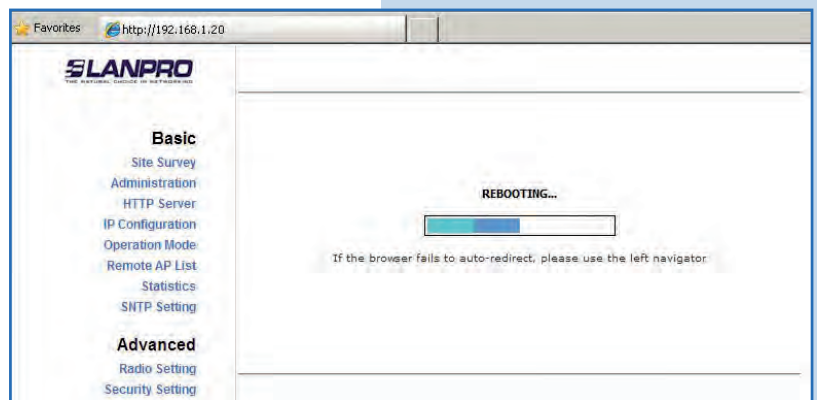 Favorites http://192.168.1.20
LANPRO
THE NATURAL CHOICE IN NETWORKING
Basic
Site Survey
Administration
HTTP Server
IP Configuration
Operation Mode
Remote AP List
Statistics
SNTP Setting
Advanced
Radio Setting
Security Setting
REBOOTING...
If the browser fails to auto-redirect, please use the left navigator